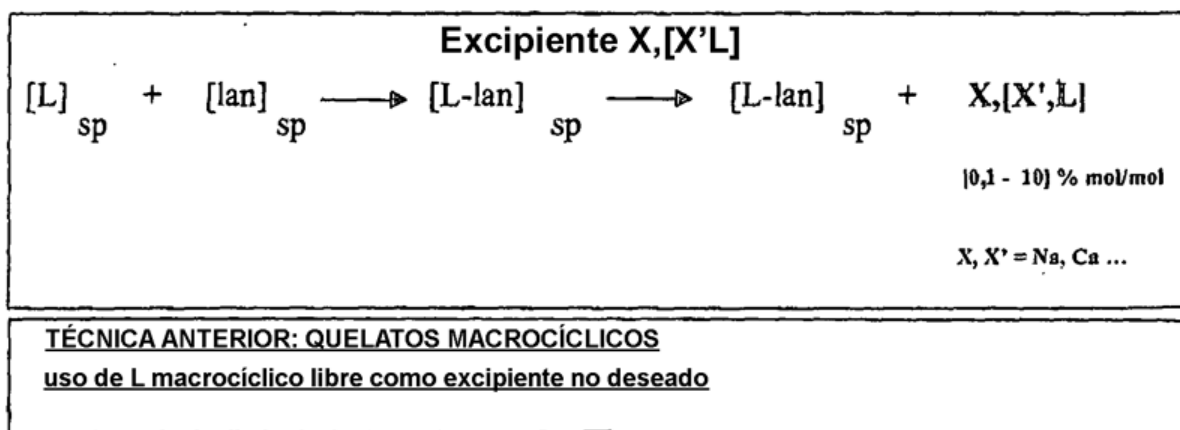 Excipiente X,[X'L]
[L] sp + [lan] sp → [L-lan] sp → [L-lan] sp + X,[X',L]
[0,1 - 10] % mol/mol
X, X' = Na, Ca ...
TÉCNICA ANTERIOR: QUELATOS MACROCÍCLICOS
uso de L macrocíclico libre como excipiente no deseado